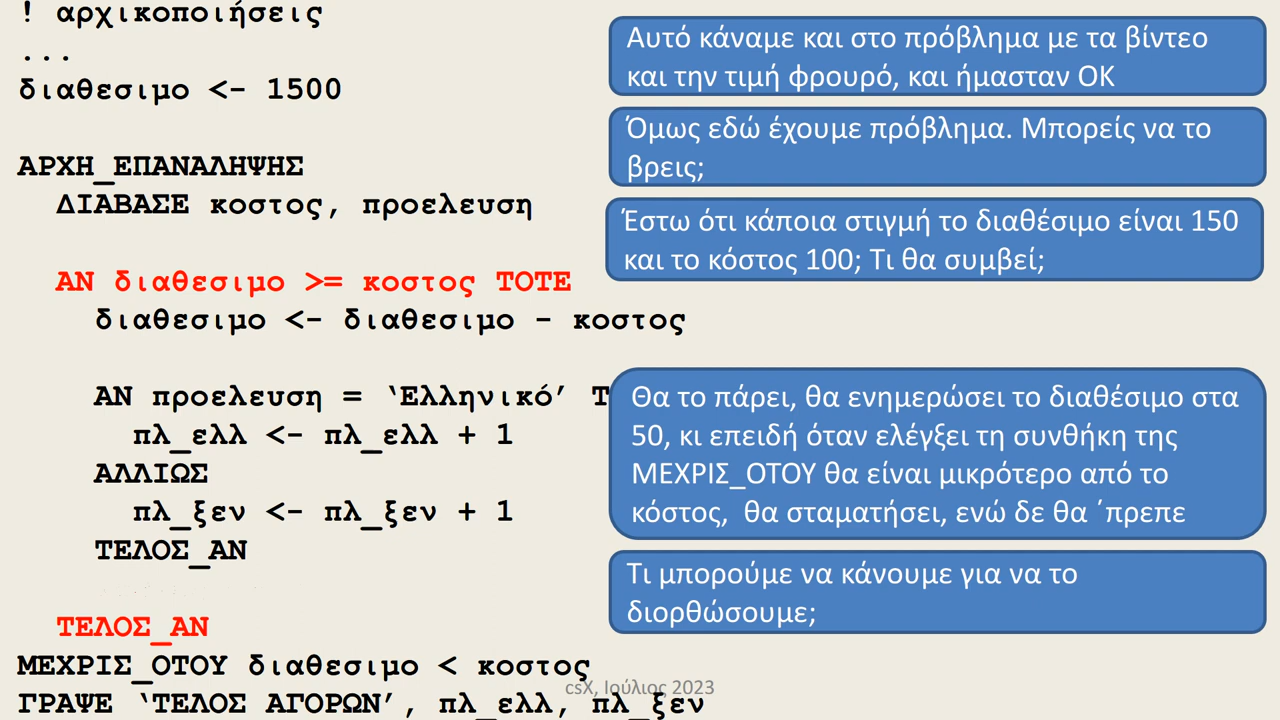 ! αρχικοποιήσεις
...
διαθεσιμο <- 1500
ΑΡΧΗ_ΕΠΑΝΑΛΗΨΗΣ
ΔΙΑΒΑΣΕ κοστος, προελευση
ΑΝ διαθεσιμο >= κοστος ΤΟΤΕ
διαθεσιμο <- διαθεσιμο - κοστος
ΑΝ προελευση = ‘Ελληνικό’ Τ
πλ_ελλ <- πλ_ελλ + 1
ΑΛΛΙΩΣ
πλ_ξεν <- πλ_ξεν + 1
ΤΕΛΟΣ_ΑΝ
ΤΕΛΟΣ_ΑΝ
ΜΕΧΡΙΣ_ΟΤΟΥ διαθεσιμο < κοστος
ΓΡΑΨΕ ‘ΤΕΛΟΣ ΑΓΟΡΩΝ’, πλ_ελλ, πλ_ξεν
Αυτό κάναμε και στο πρόβλημα με τα βίντεο
και την τιμή φρουρό, και ήμασταν ΟΚ
Όμως εδώ έχουμε πρόβλημα. Μπορείς να το
βρεις;
Έστω ότι κάποια στιγμή το διαθέσιμο είναι 150
και το κόστος 100; Τι θα συμβεί;
Θα το πάρει, θα ενημερώσει το διαθέσιμο στα
50, κι επειδή όταν ελέγξει τη συνθήκη της
ΜΕΧΡΙΣ_ΟΤΟΥ θα είναι μικρότερο από το
κόστος, θα σταματήσει, ενώ δε θα ΄πρεπε
Τι μπορούμε να κάνουμε για να το
διορθώσουμε;
csX, Ιούλιος 2023